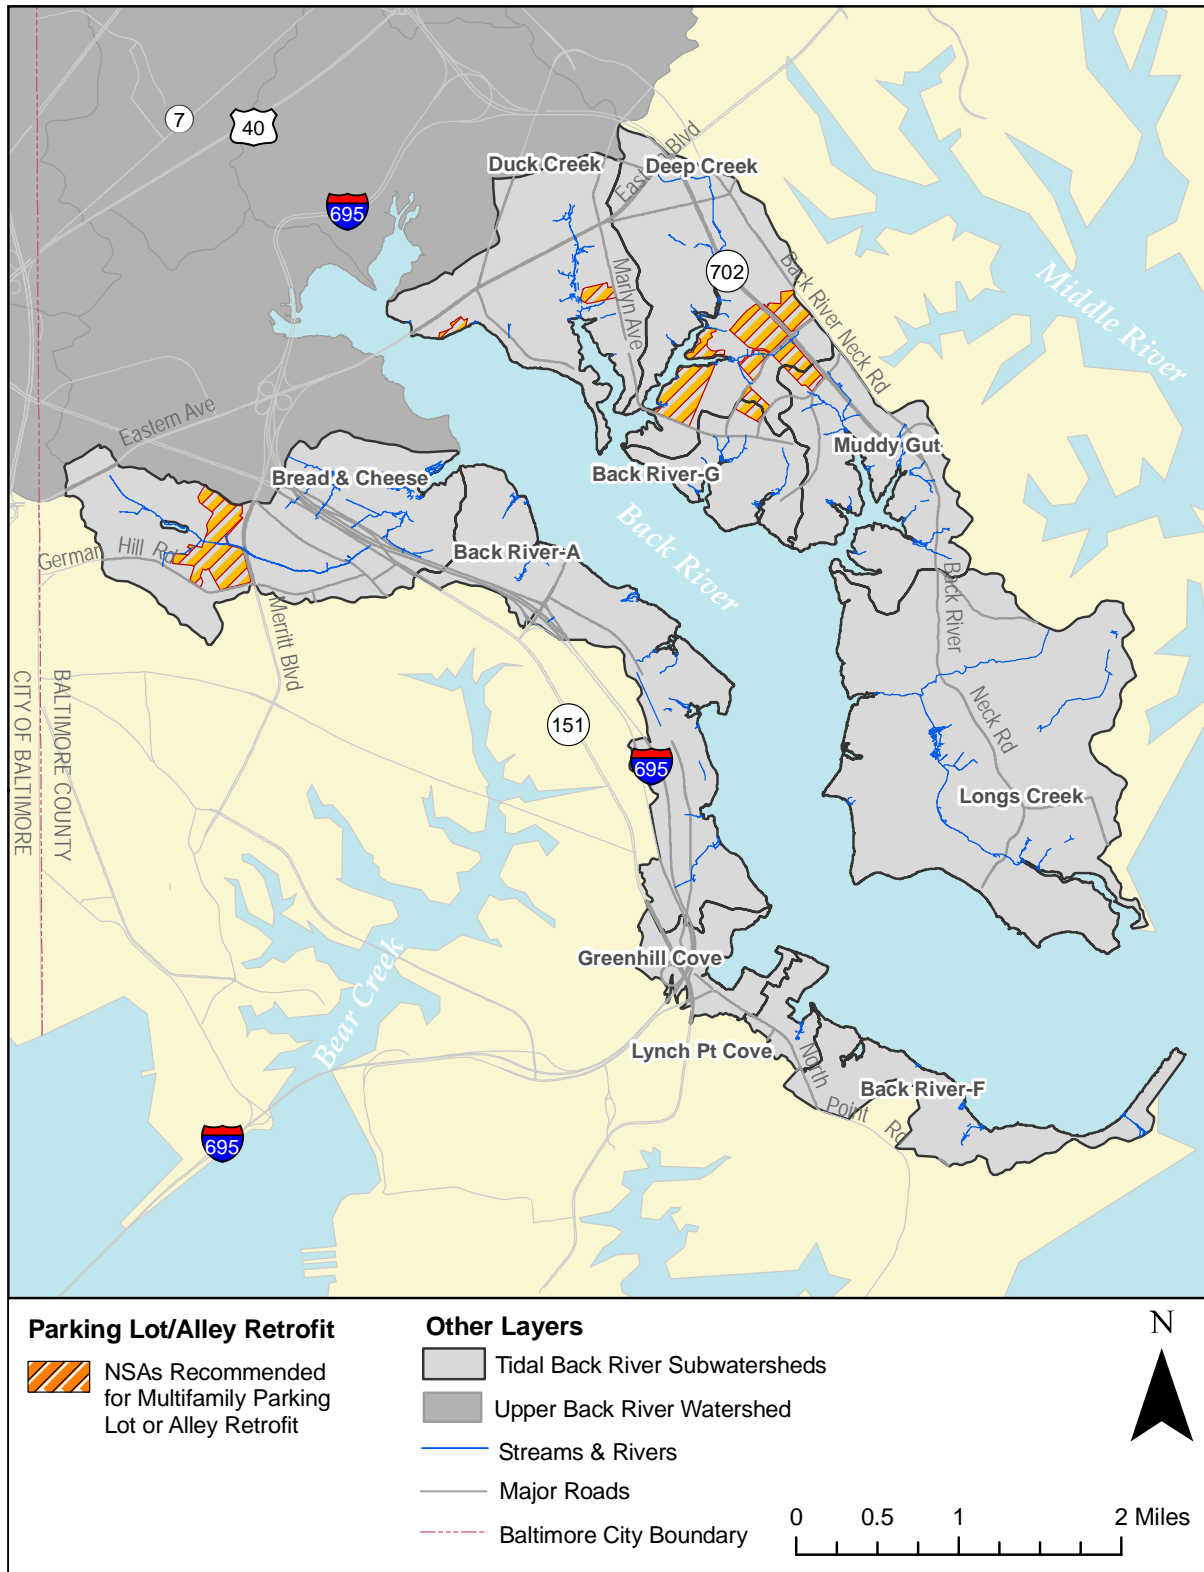 7
40
695
Duck Creek
Eastern Blvd
Deep Creek
702
Back River Neck Rd
Middle River
Marlyn Ave
Eastern Ave
Bread & Cheese
Muddy Gut
Back River-G
Back River
German Hill Rd
Back River-A
Merritt Blvd
Back River
Neck Rd
CITY OF BALTIMORE
BALTIMORE COUNTY
151
695
Longs Creek
Bear Creek
Greenhill Cove
Lynch Pt Cove
North Point Rd
Back River-F
695
Parking Lot/Alley Retrofit
NSAs Recommended
for Multifamily Parking
Lot or Alley Retrofit
Other Layers
Tidal Back River Subwatersheds
Upper Back River Watershed
Streams & Rivers
Major Roads
Baltimore City Boundary
N
0 0.5 1 2 Miles